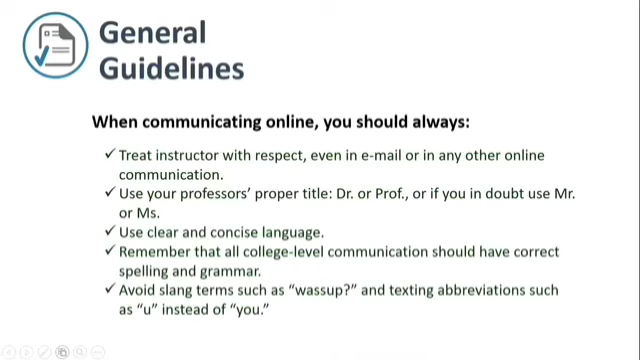 General
Guidelines
When communicating online, you should always:
✓ Treat instructor with respect, even in e-mail or in any other online
communication.
✓ Use your professors’ proper title: Dr. or Prof., or if you in doubt use Mr.
or Ms.
✓ Use clear and concise language.
✓ Remember that all college-level communication should have correct
spelling and grammar.
✓ Avoid slang terms such as “wassup?” and texting abbreviations such
as “u” instead of “you.”